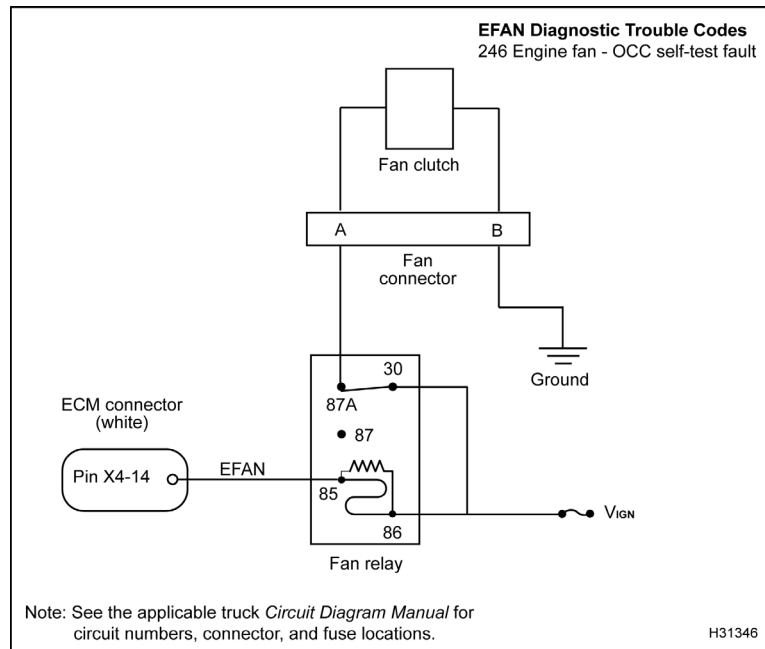 EFAN Diagnostic Trouble Codes
246 Engine fan - OCC self-test fault
Fan clutch
A
B
Fan
connector
Ground
30
87A
87
ECM connector
(white)
Pin X4-14
EFAN
85
86
VIGN
Fan relay
Note: See the applicable truck Circuit Diagram Manual for
circuit numbers, connector, and fuse locations.
H31346